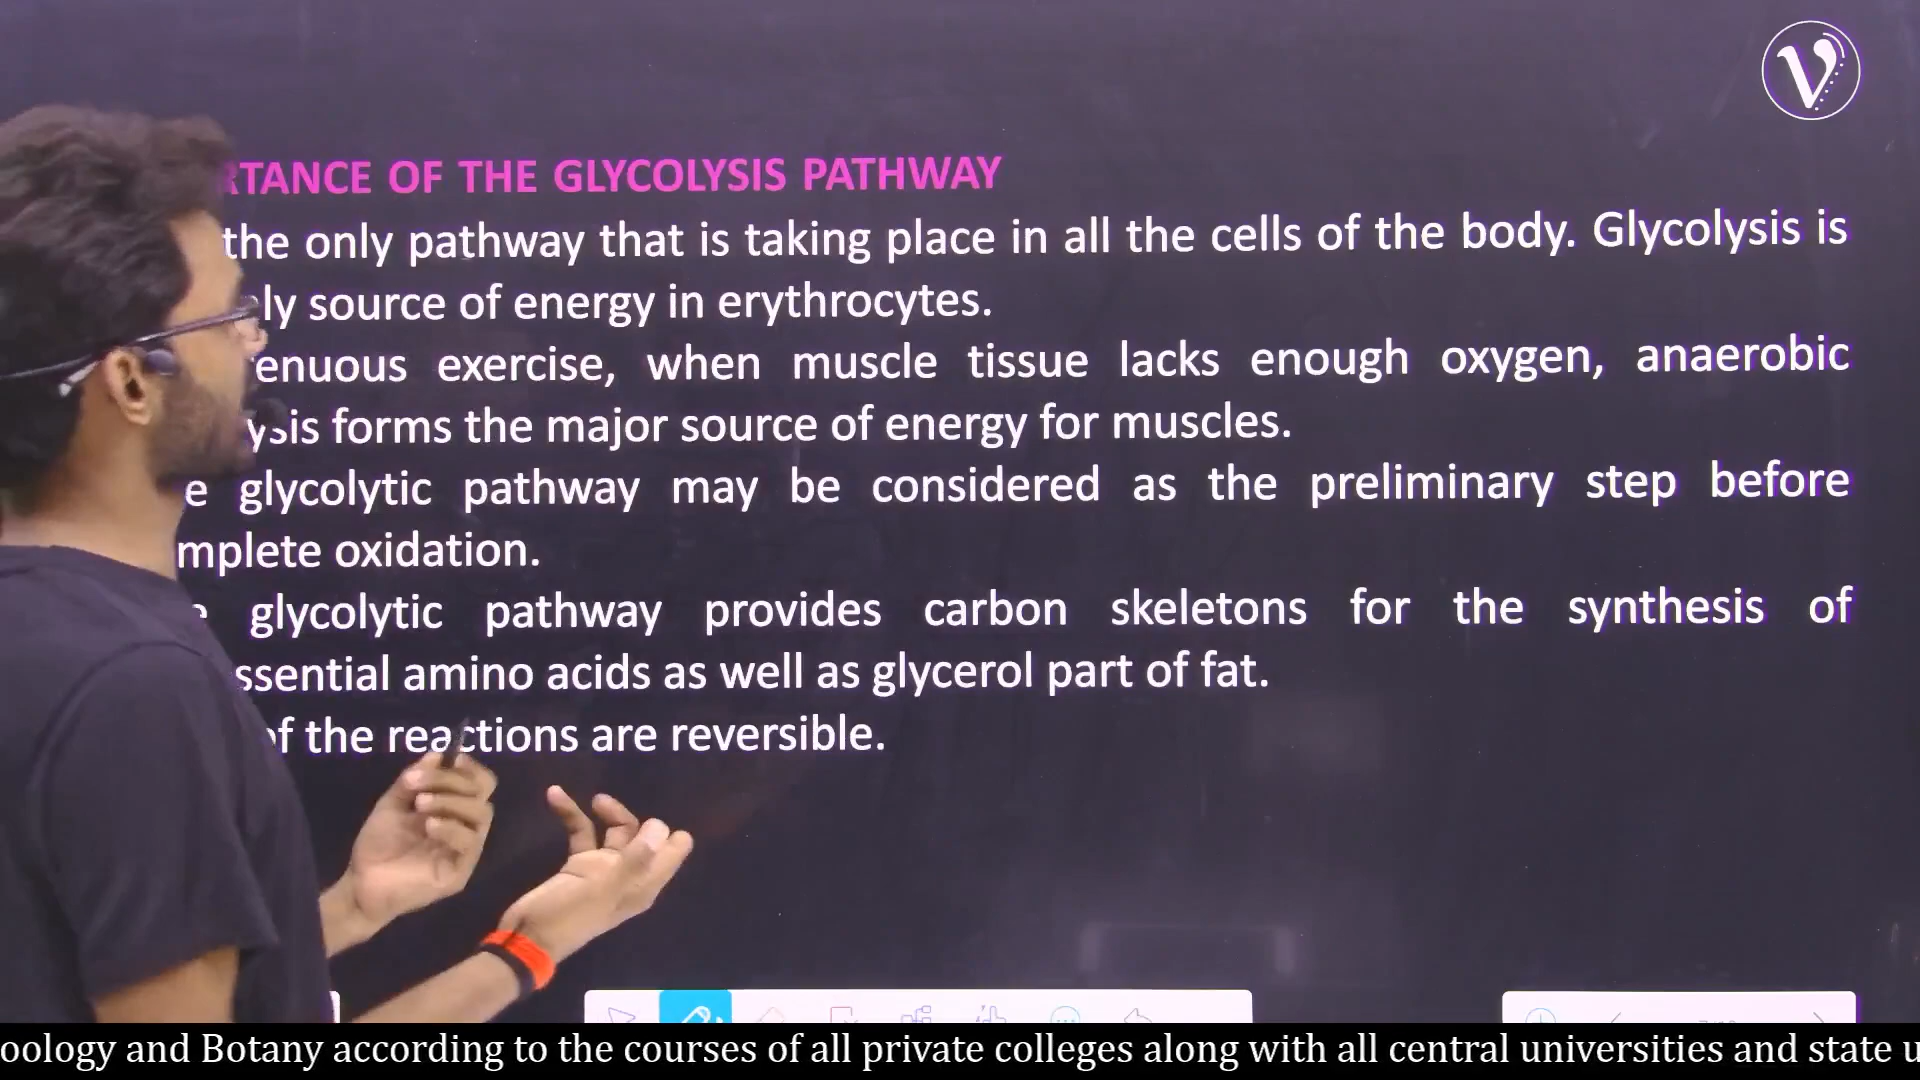 RTANCE OF THE GLYCOLYSIS PATHWAY
the only pathway that is taking place in all the cells of the body. Glycolysis is
ly source of energy in erythrocytes.
enuous exercise, when muscle tissue lacks enough oxygen, anaerobic
ysis forms the major source of energy for muscles.
e glycolytic pathway may be considered as the preliminary step before
mplete oxidation.
e glycolytic pathway provides carbon skeletons for the synthesis of
ssential amino acids as well as glycerol part of fat.
of the reactions are reversible.
oology and Botany according to the courses of all private colleges along with all central universities and state u